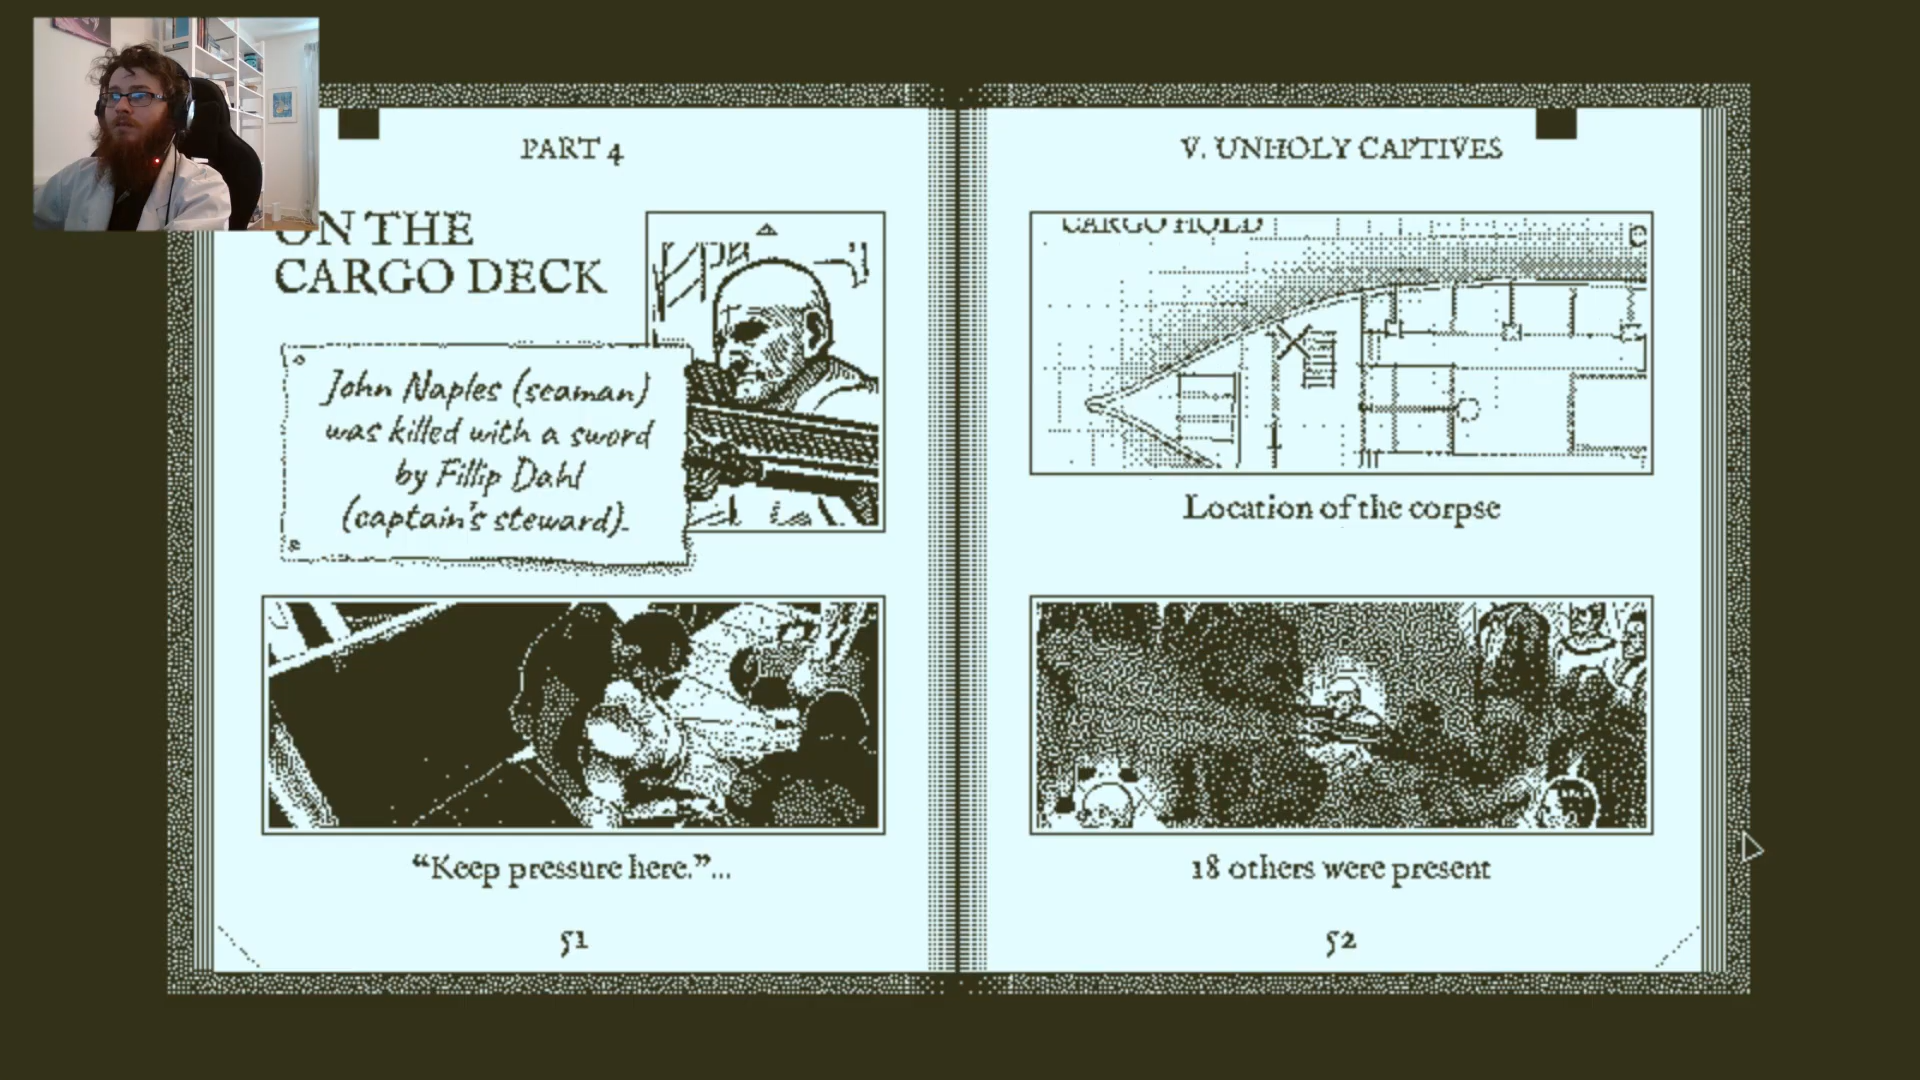 PART 4
ON THE
CARGO DECK
John Naples (seaman)
was killed with a sword
by Fillip Dahl
(captain's steward).
"Keep pressure here."...
51
V. UNHOLY CAPTIVES
CARGO HOLD
C
Location of the corpse
18 others were present
52